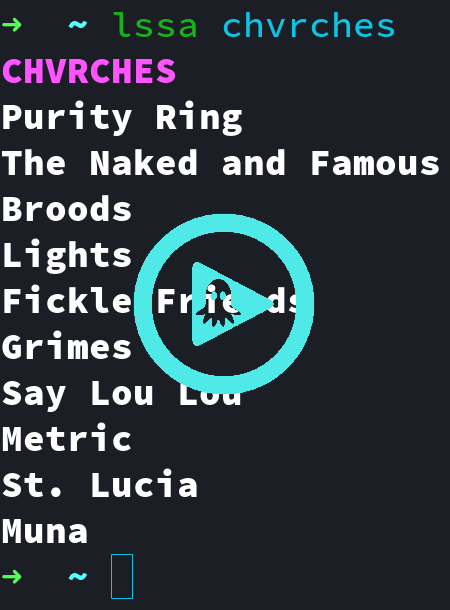 ➜ ~ lssa chvrches
CHVRCHES
Purity Ring
The Naked and Famous
Broods
Lights
Fickle Friends
Grimes
Say Lou Lou
Metric
St. Lucia
Muna
➜ ~